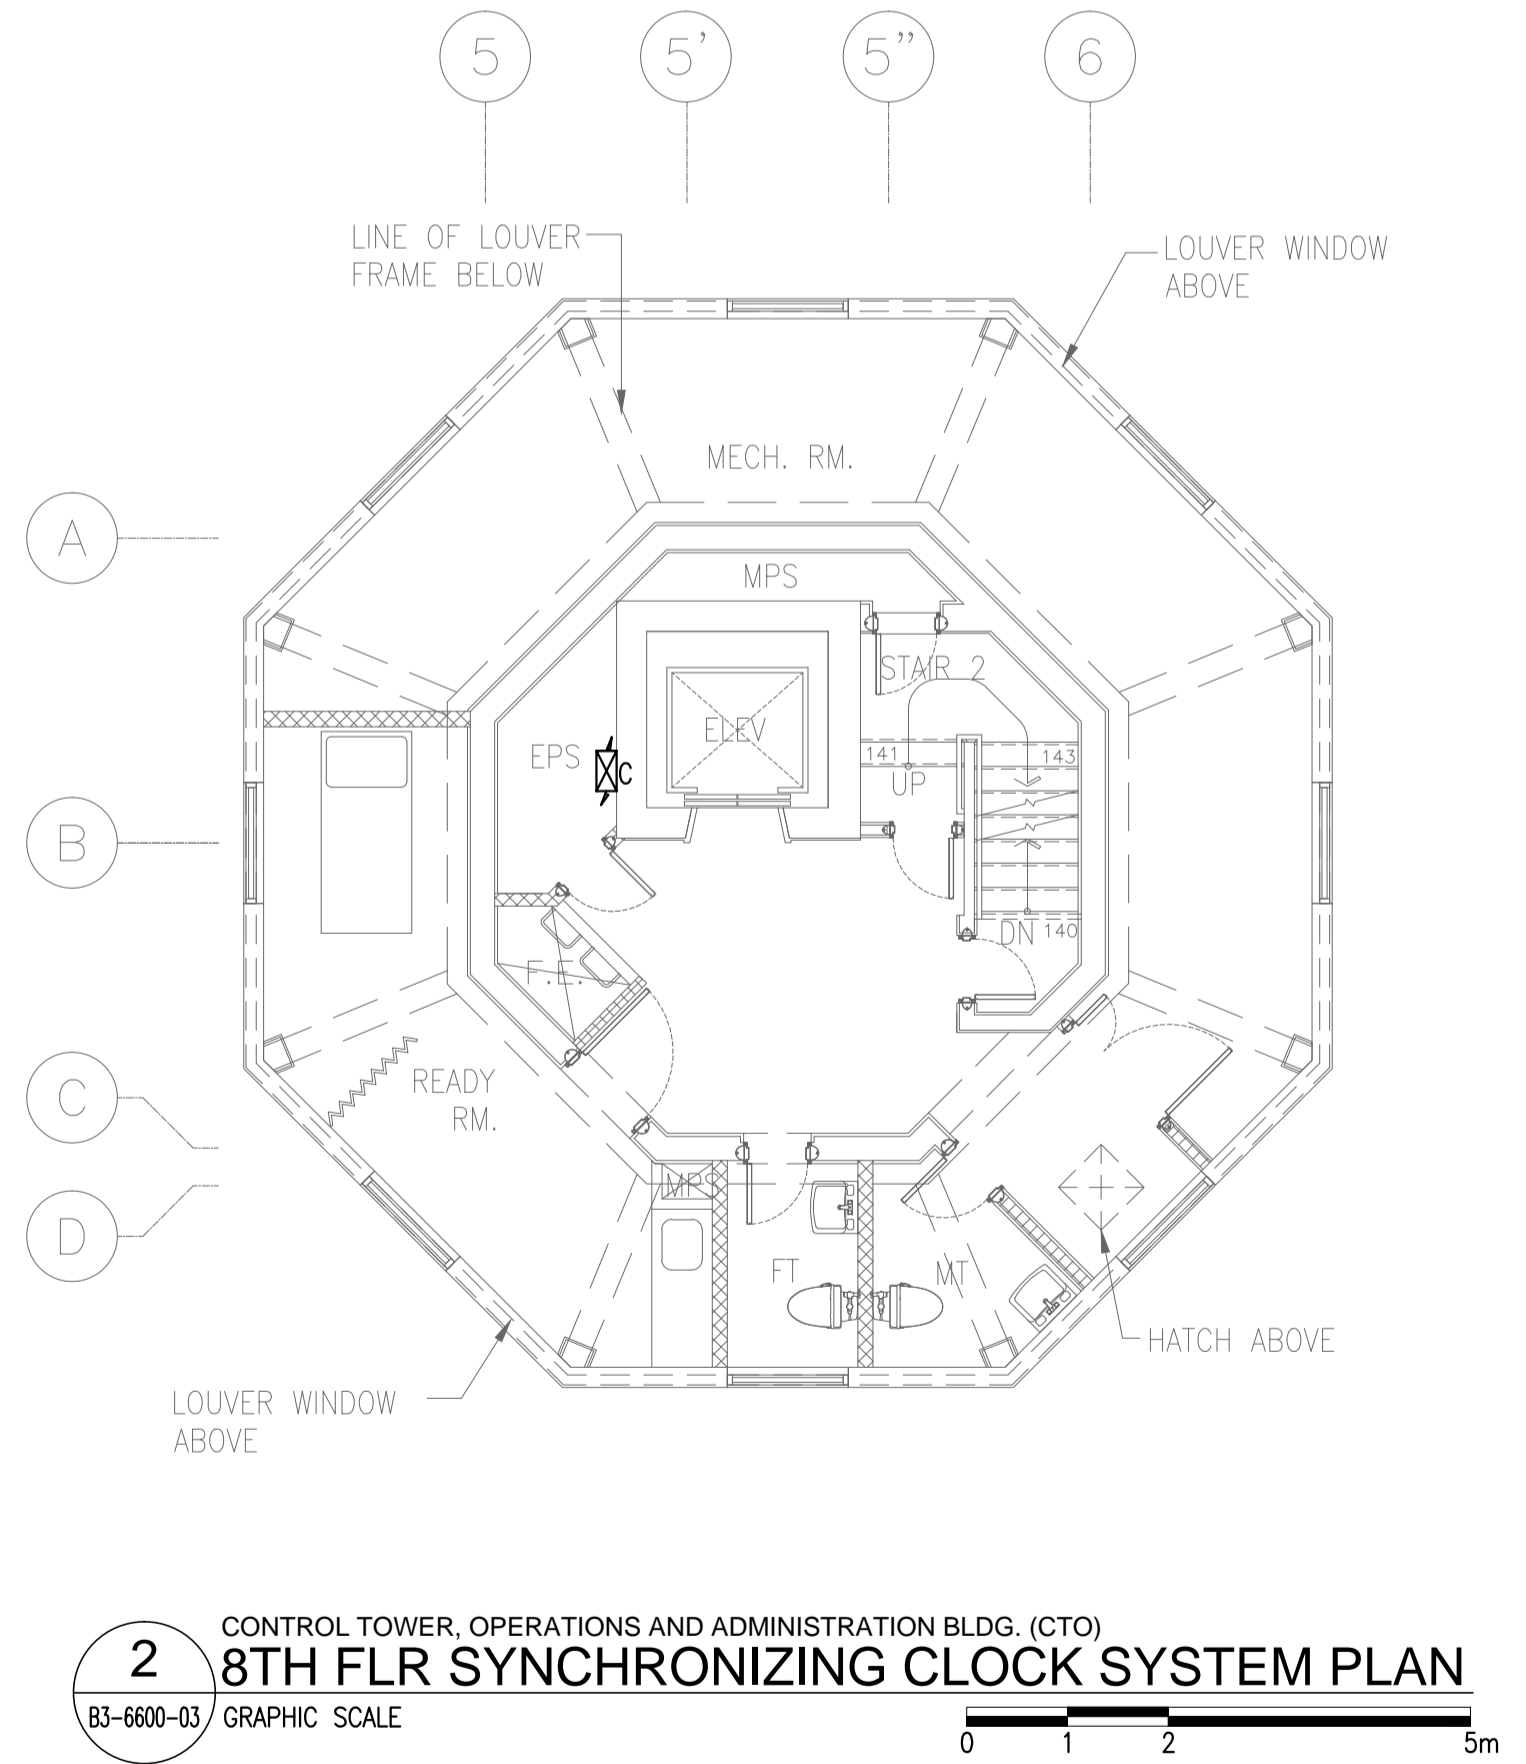 5
5'
5''
6
LINE OF LOUVER
FRAME BELOW
LOUVER WINDOW
ABOVE
MECH. RM.
A
MPS
STAIR 2
ELEV
EPS
C
141
143
UP
B
DN
140
F.E.
READY
RM.
C
MPS
D
FT
MT
HATCH ABOVE
LOUVER WINDOW
ABOVE
2
CONTROL TOWER, OPERATIONS AND ADMINISTRATION BLDG. (CTO)
8TH FLR SYNCHRONIZING CLOCK SYSTEM PLAN
B3-6600-03
GRAPHIC SCALE
0 1 2 5m